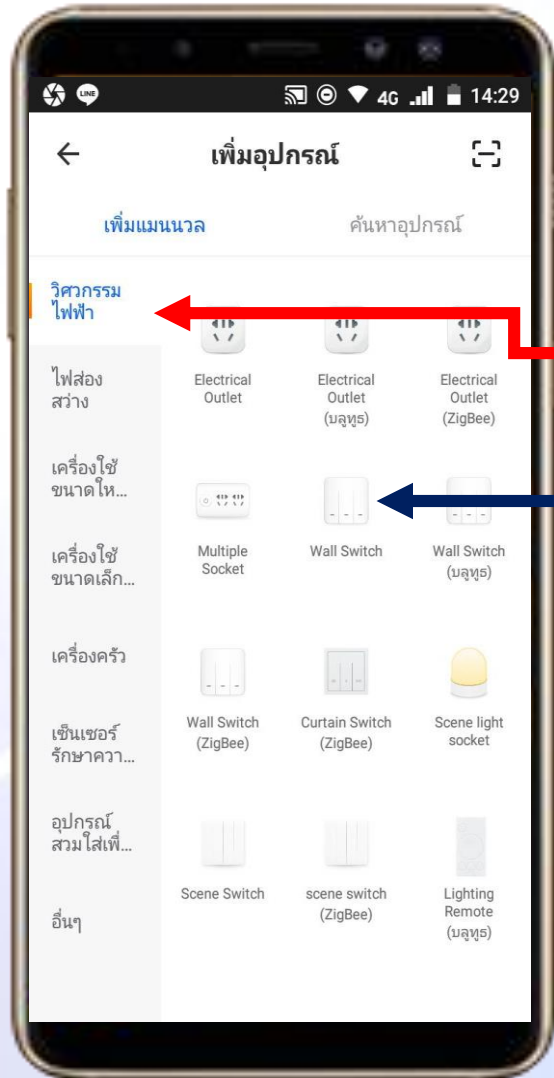 LINE
4G
14:29
เพิ่มอุปกรณ์
เพิ่มแมนนวล
ค้นหาอุปกรณ์
วิศวกรรม
ไฟฟ้า
Electrical
Outlet
Electrical
Outlet
(บลูทูธ)
Electrical
Outlet
(ZigBee)
ไฟส่อง
สว่าง
เครื่องใช้
ขนาดให...
Multiple
Socket
Wall Switch
Wall Switch
(บลูทูธ)
เครื่องใช้
ขนาดเล็ก...
เครื่องครัว
Wall Switch
(ZigBee)
Curtain Switch
(ZigBee)
Scene light
socket
เซ็นเซอร์
รักษาควา...
อุปกรณ์
สวมใส่เพื่...
Scene Switch
scene switch
(ZigBee)
Lighting
Remote
(บลูทูธ)
อื่นๆ